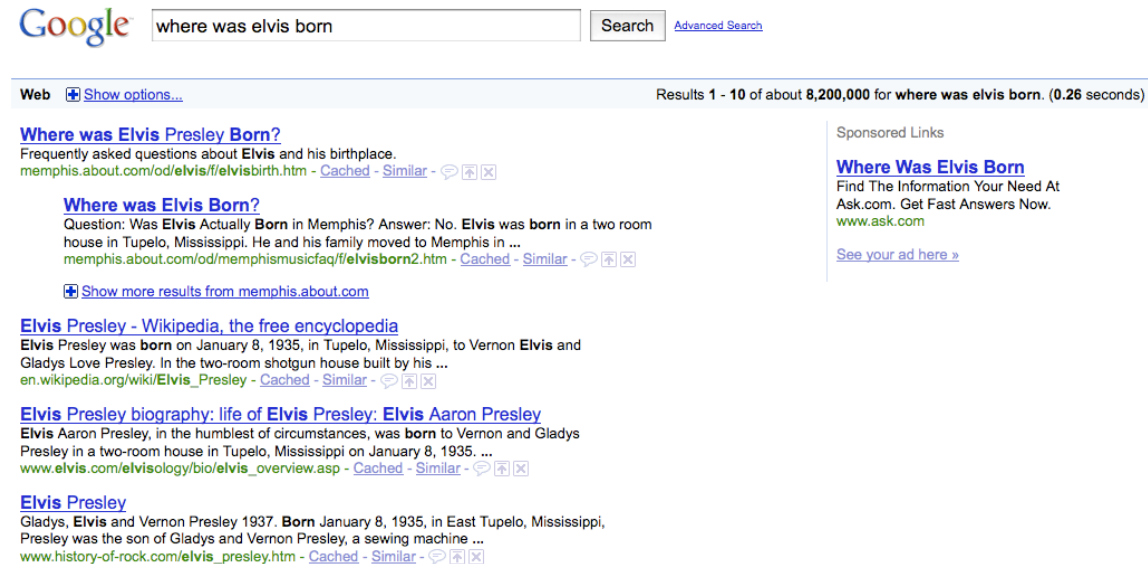 Google where was elvis born Search Advanced Search
Web Show options... Results 1 - 10 of about 8,200,000 for where was elvis born. (0.26 seconds)
Where was Elvis Presley Born?
Frequently asked questions about Elvis and his birthplace.
memphis.about.com/od/elvis/f/elvisbirth.htm - Cached - Similar -
Where was Elvis Born?
Question: Was Elvis Actually Born in Memphis? Answer: No. Elvis was born in a two room
house in Tupelo, Mississippi. He and his family moved to Memphis in ...
memphis.about.com/od/memphismusicfaq/f/elvisborn2.htm - Cached - Similar -
Show more results from memphis.about.com
Elvis Presley - Wikipedia, the free encyclopedia
Elvis Presley was born on January 8, 1935, in Tupelo, Mississippi, to Vernon Elvis and
Gladys Love Presley. In the two-room shotgun house built by his ...
en.wikipedia.org/wiki/Elvis_Presley - Cached - Similar -
Elvis Presley biography: life of Elvis Presley: Elvis Aaron Presley
Elvis Aaron Presley, in the humblest of circumstances, was born to Vernon and Gladys
Presley in a two-room house in Tupelo, Mississippi on January 8, 1935. ...
www.elvis.com/elvisology/bio/elvis_overview.asp - Cached - Similar -
Elvis Presley
Gladys, Elvis and Vernon Presley 1937. Born January 8, 1935, in East Tupelo, Mississippi,
Presley was the son of Gladys and Vernon Presley, a sewing machine ...
www.history-of-rock.com/elvis_presley.htm - Cached - Similar -
Sponsored Links
Where Was Elvis Born
Find The Information Your Need At
Ask.com. Get Fast Answers Now.
www.ask.com
See your ad here »